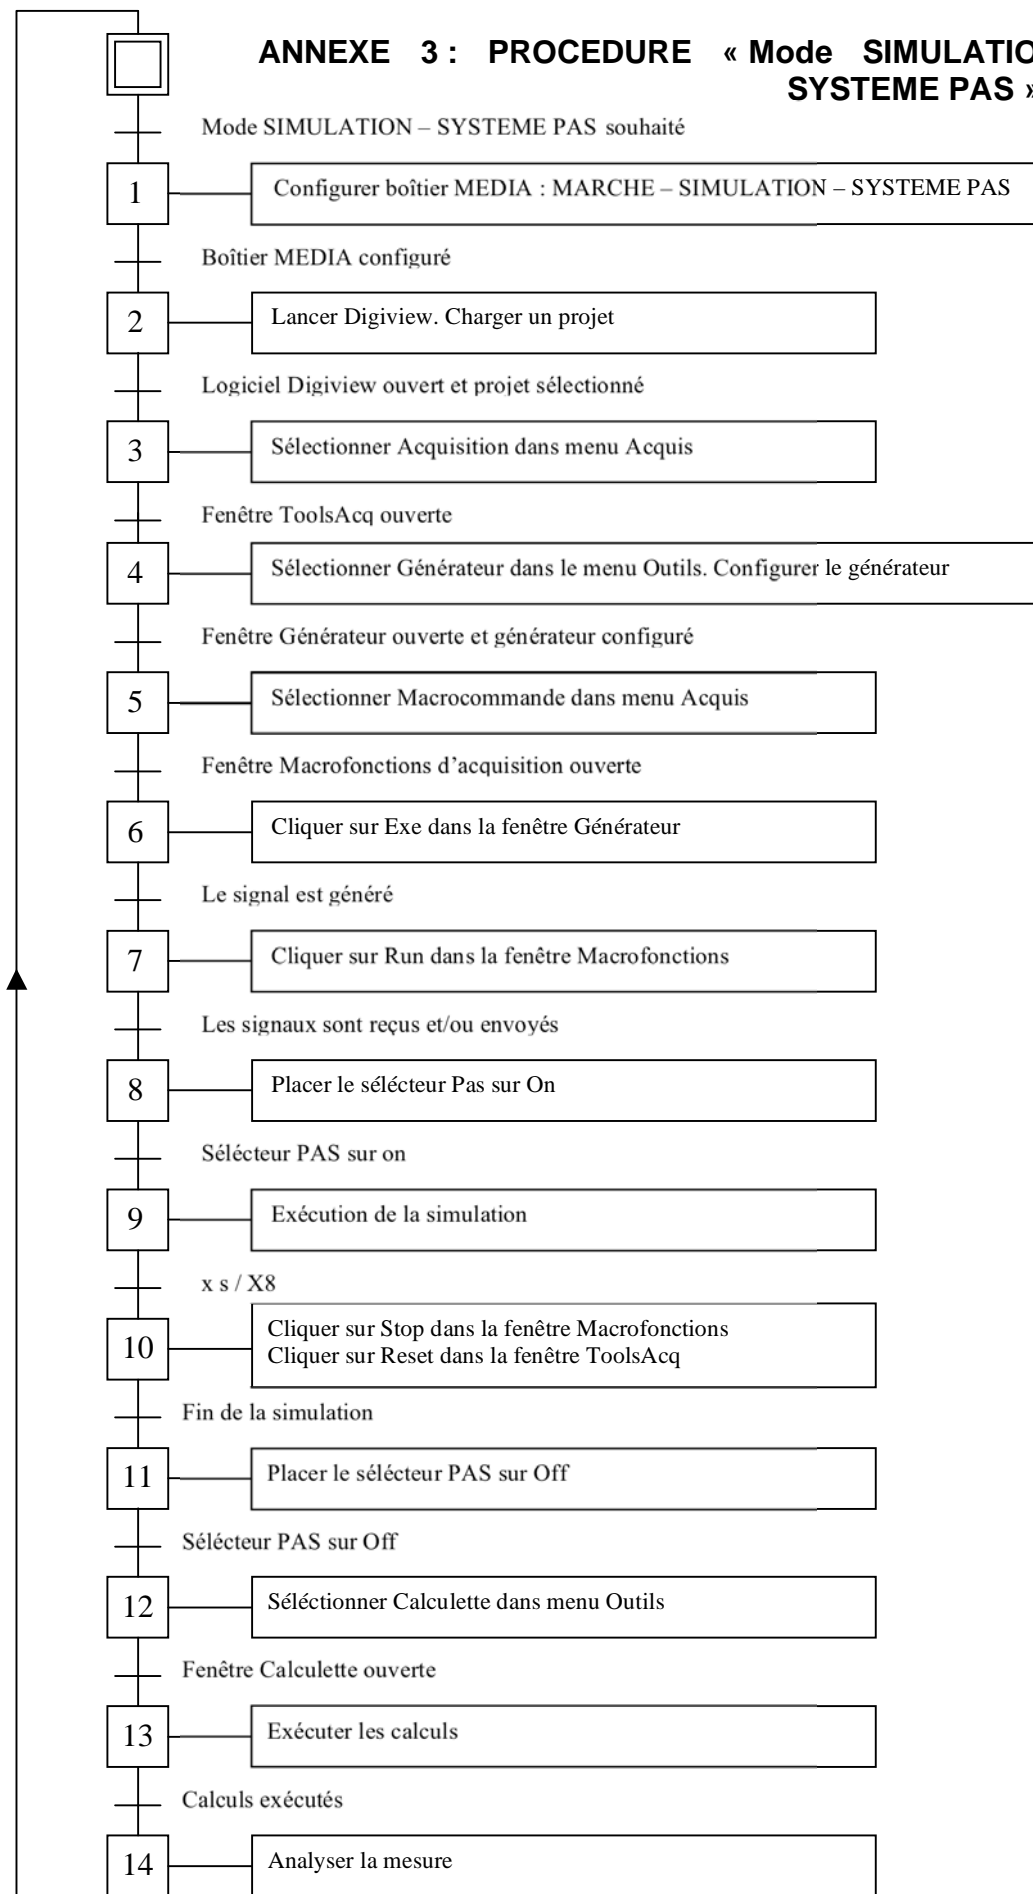 ANNEXE 3 : PROCEDURE « Mode SIMULATIO
SYSTEME PAS »
Mode SIMULATION – SYSTEME PAS souhaité
1
Configurer boîtier MEDIA : MARCHE – SIMULATION – SYSTEME PAS
Boîtier MEDIA configuré
2
Lancer Digiview. Charger un projet
Logiciel Digiview ouvert et projet sélectionné
3
Sélectionner Acquisition dans menu Acquis
Fenêtre ToolsAcq ouverte
4
Sélectionner Générateur dans le menu Outils. Configurer le générateur
Fenêtre Générateur ouverte et générateur configuré
5
Sélectionner Macrocommande dans menu Acquis
Fenêtre Macrofonctions d’acquisition ouverte
6
Cliquer sur Exe dans la fenêtre Générateur
Le signal est généré
7
Cliquer sur Run dans la fenêtre Macrofonctions
Les signaux sont reçus et/ou envoyés
8
Placer le sélécteur Pas sur On
Sélécteur PAS sur on
9
Exécution de la simulation
x s / X8
10
Cliquer sur Stop dans la fenêtre Macrofonctions
Cliquer sur Reset dans la fenêtre ToolsAcq
Fin de la simulation
11
Placer le sélécteur PAS sur Off
Sélécteur PAS sur Off
12
Séléctionner Calculette dans menu Outils
Fenêtre Calculette ouverte
13
Exécuter les calculs
Calculs exécutés
14
Analyser la mesure